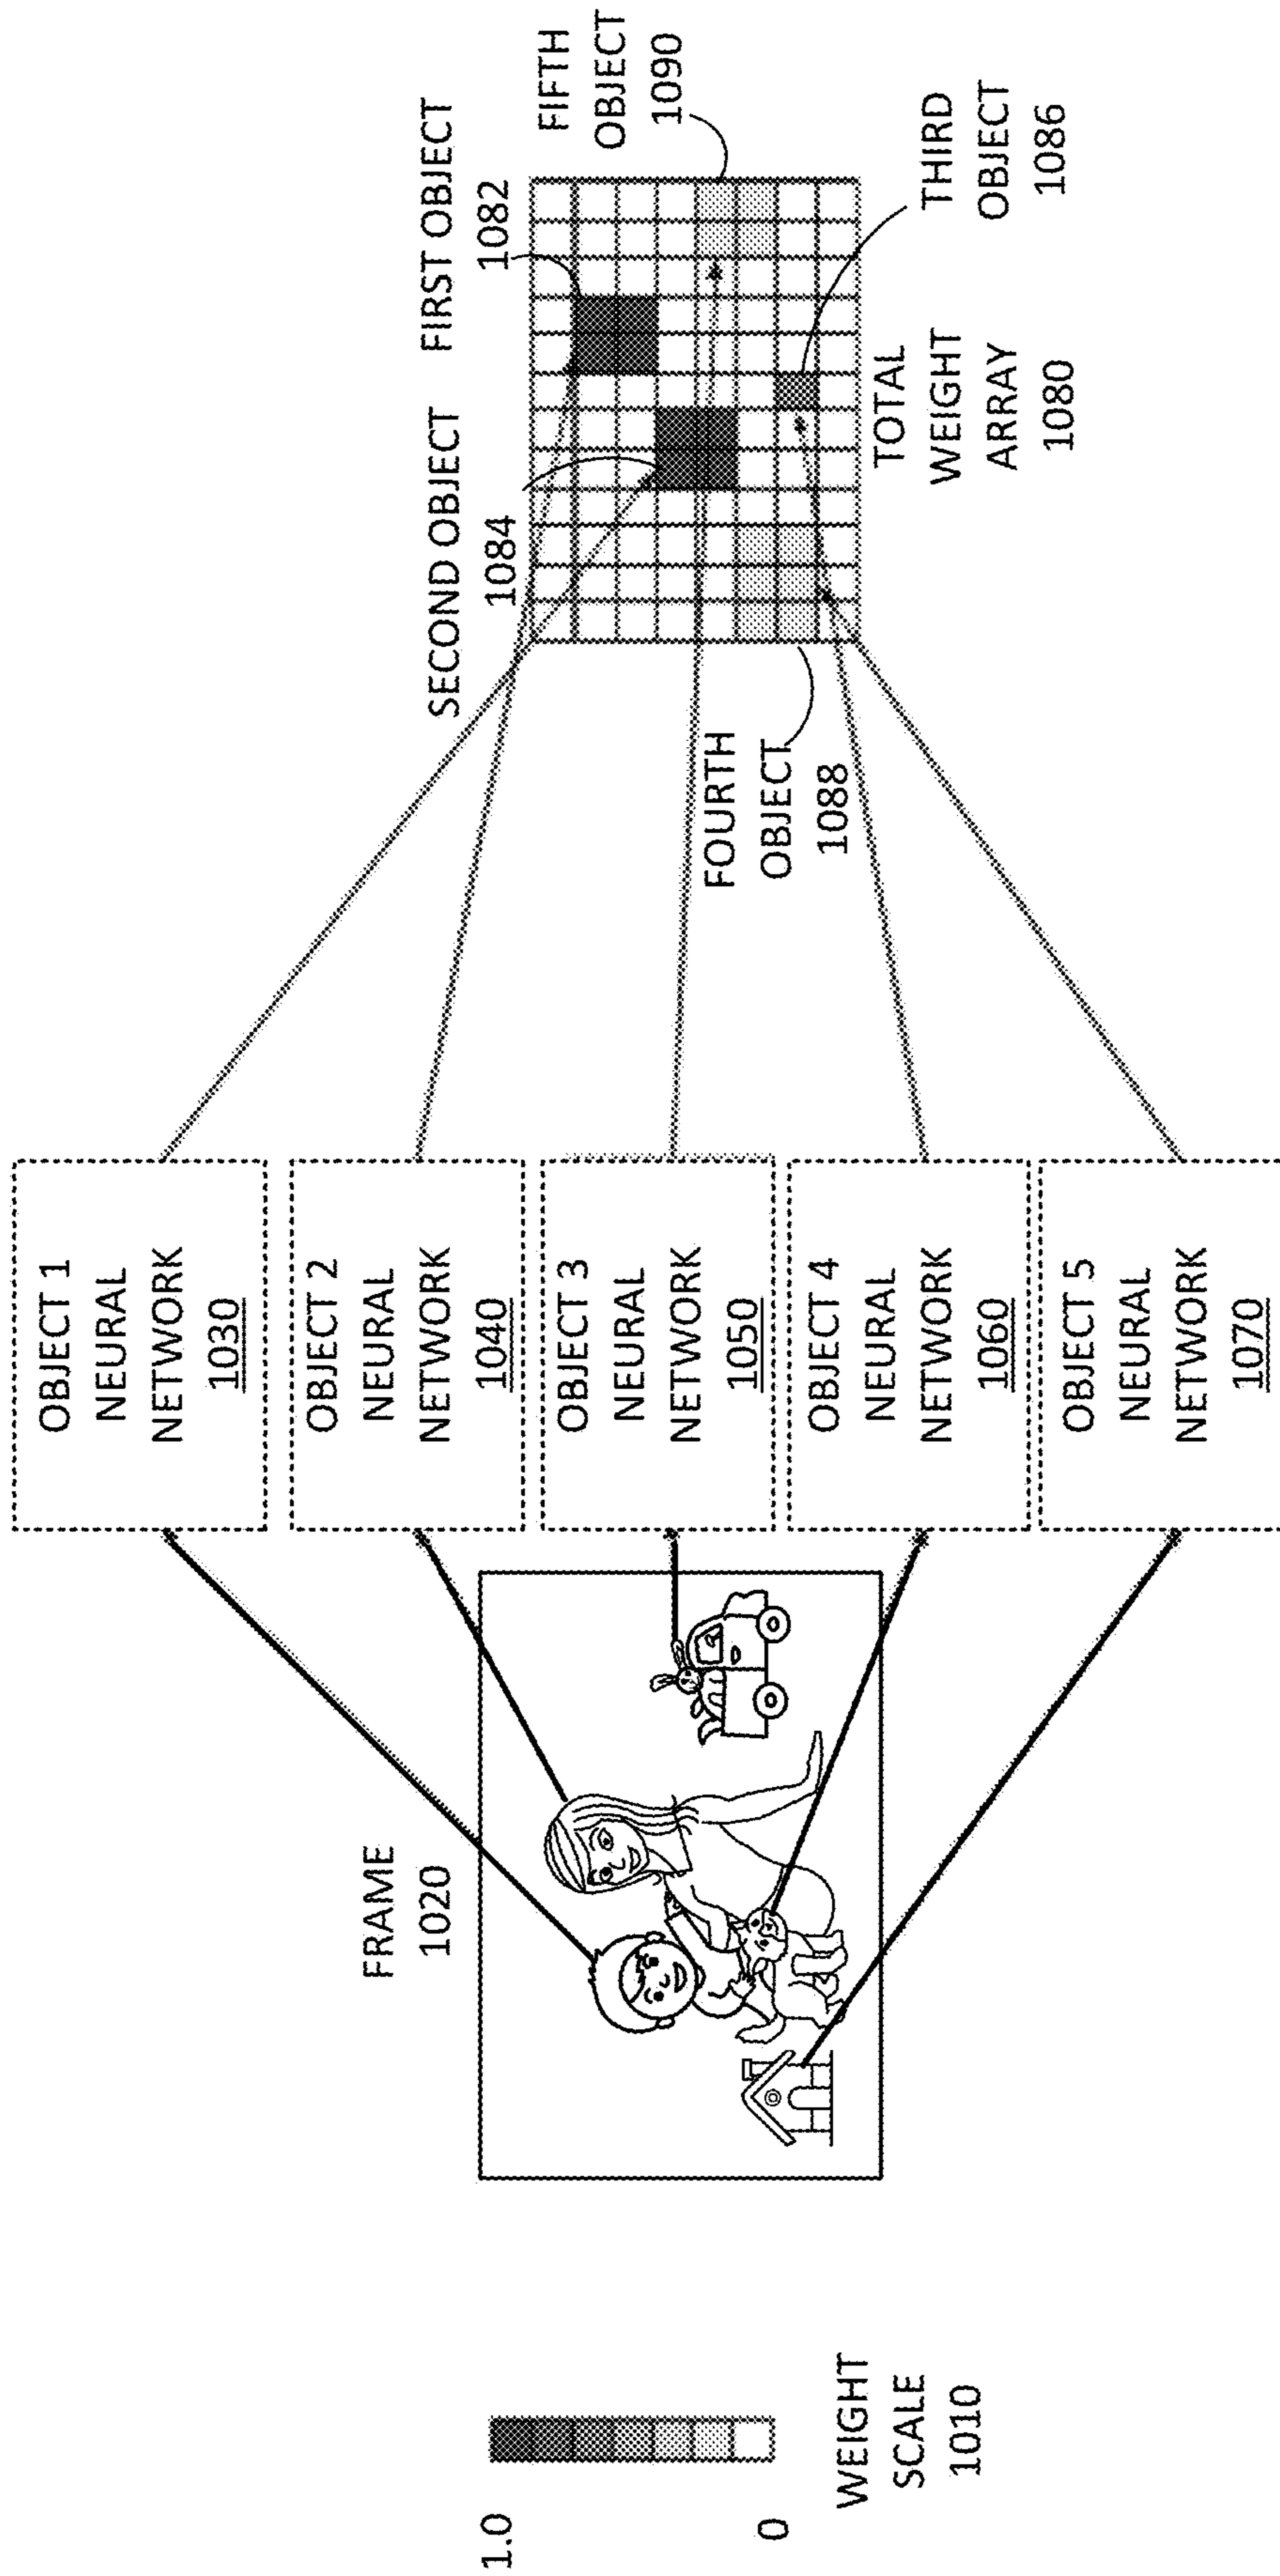 1.0
0
WEIGHT
SCALE
1010
FRAME
1020
OBJECT 1
NEURAL
NETWORK
1030
OBJECT 2
NEURAL
NETWORK
1040
OBJECT 3
NEURAL
NETWORK
1050
OBJECT 4
NEURAL
NETWORK
1060
OBJECT 5
NEURAL
NETWORK
1070
SECOND OBJECT
1084
FIRST OBJECT
1082
FIFTH
OBJECT
1090
FOURTH
OBJECT
1088
TOTAL
WEIGHT
ARRAY
1080
THIRD
OBJECT
1086